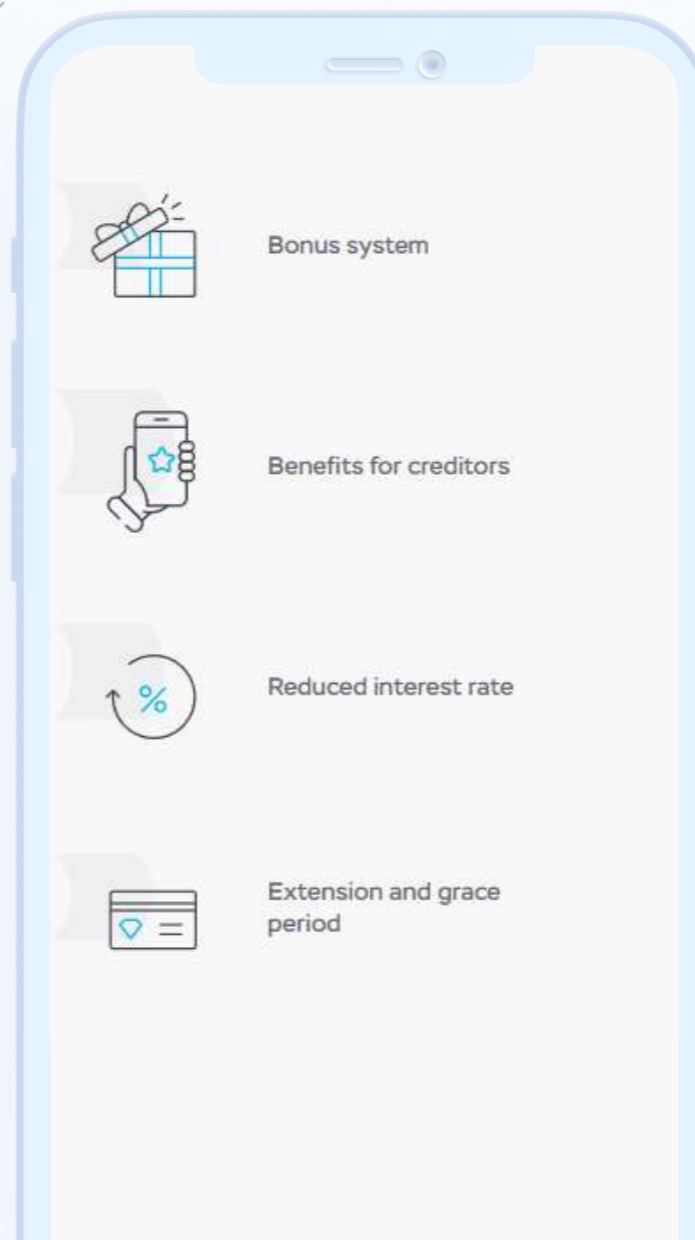 Bonus system
Benefits for creditors
%
Reduced interest rate
Extension and grace
period